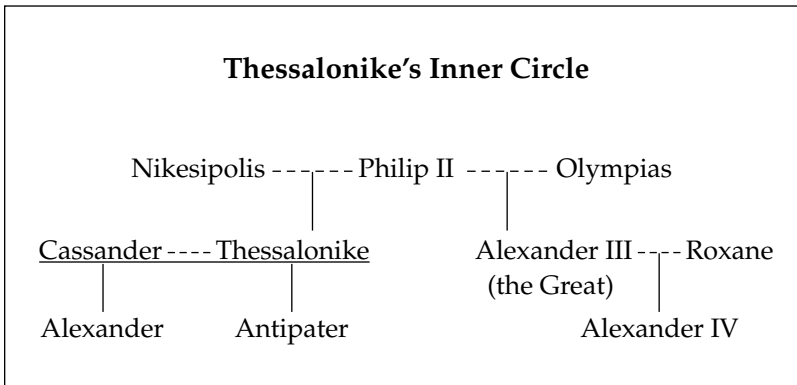 Thessalonike's Inner Circle
Nikesipolis Philip II Olympias
Cassander Thessalonike Alexander III Roxane
(the Great)
Alexander Antipater Alexander IV